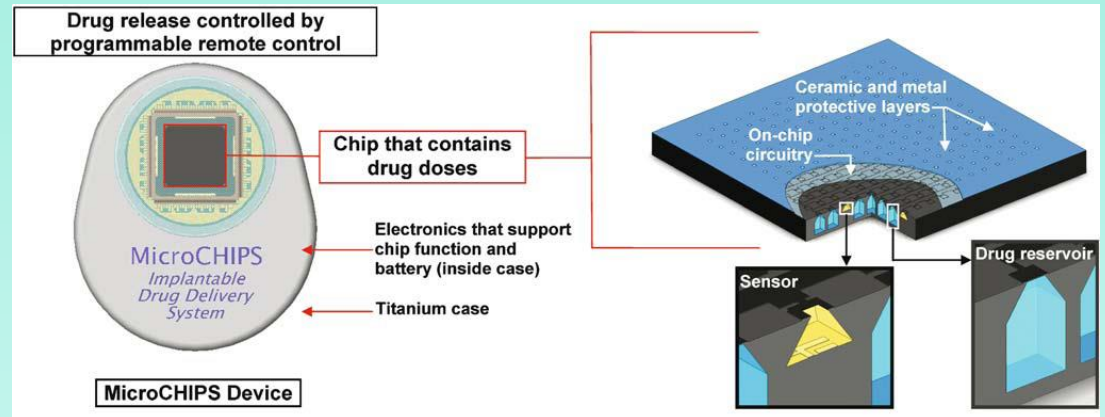 Drug release controlled by
programmable remote control
Chip that contains
drug doses
Electronics that support
chip function and
battery (inside case)
Titanium case
MicroCHIPS
Implantable
Drug Delivery
System
MicroCHIPS Device
Ceramic and metal
protective layers
On-chip
circuitry
Sensor
Drug reservoir